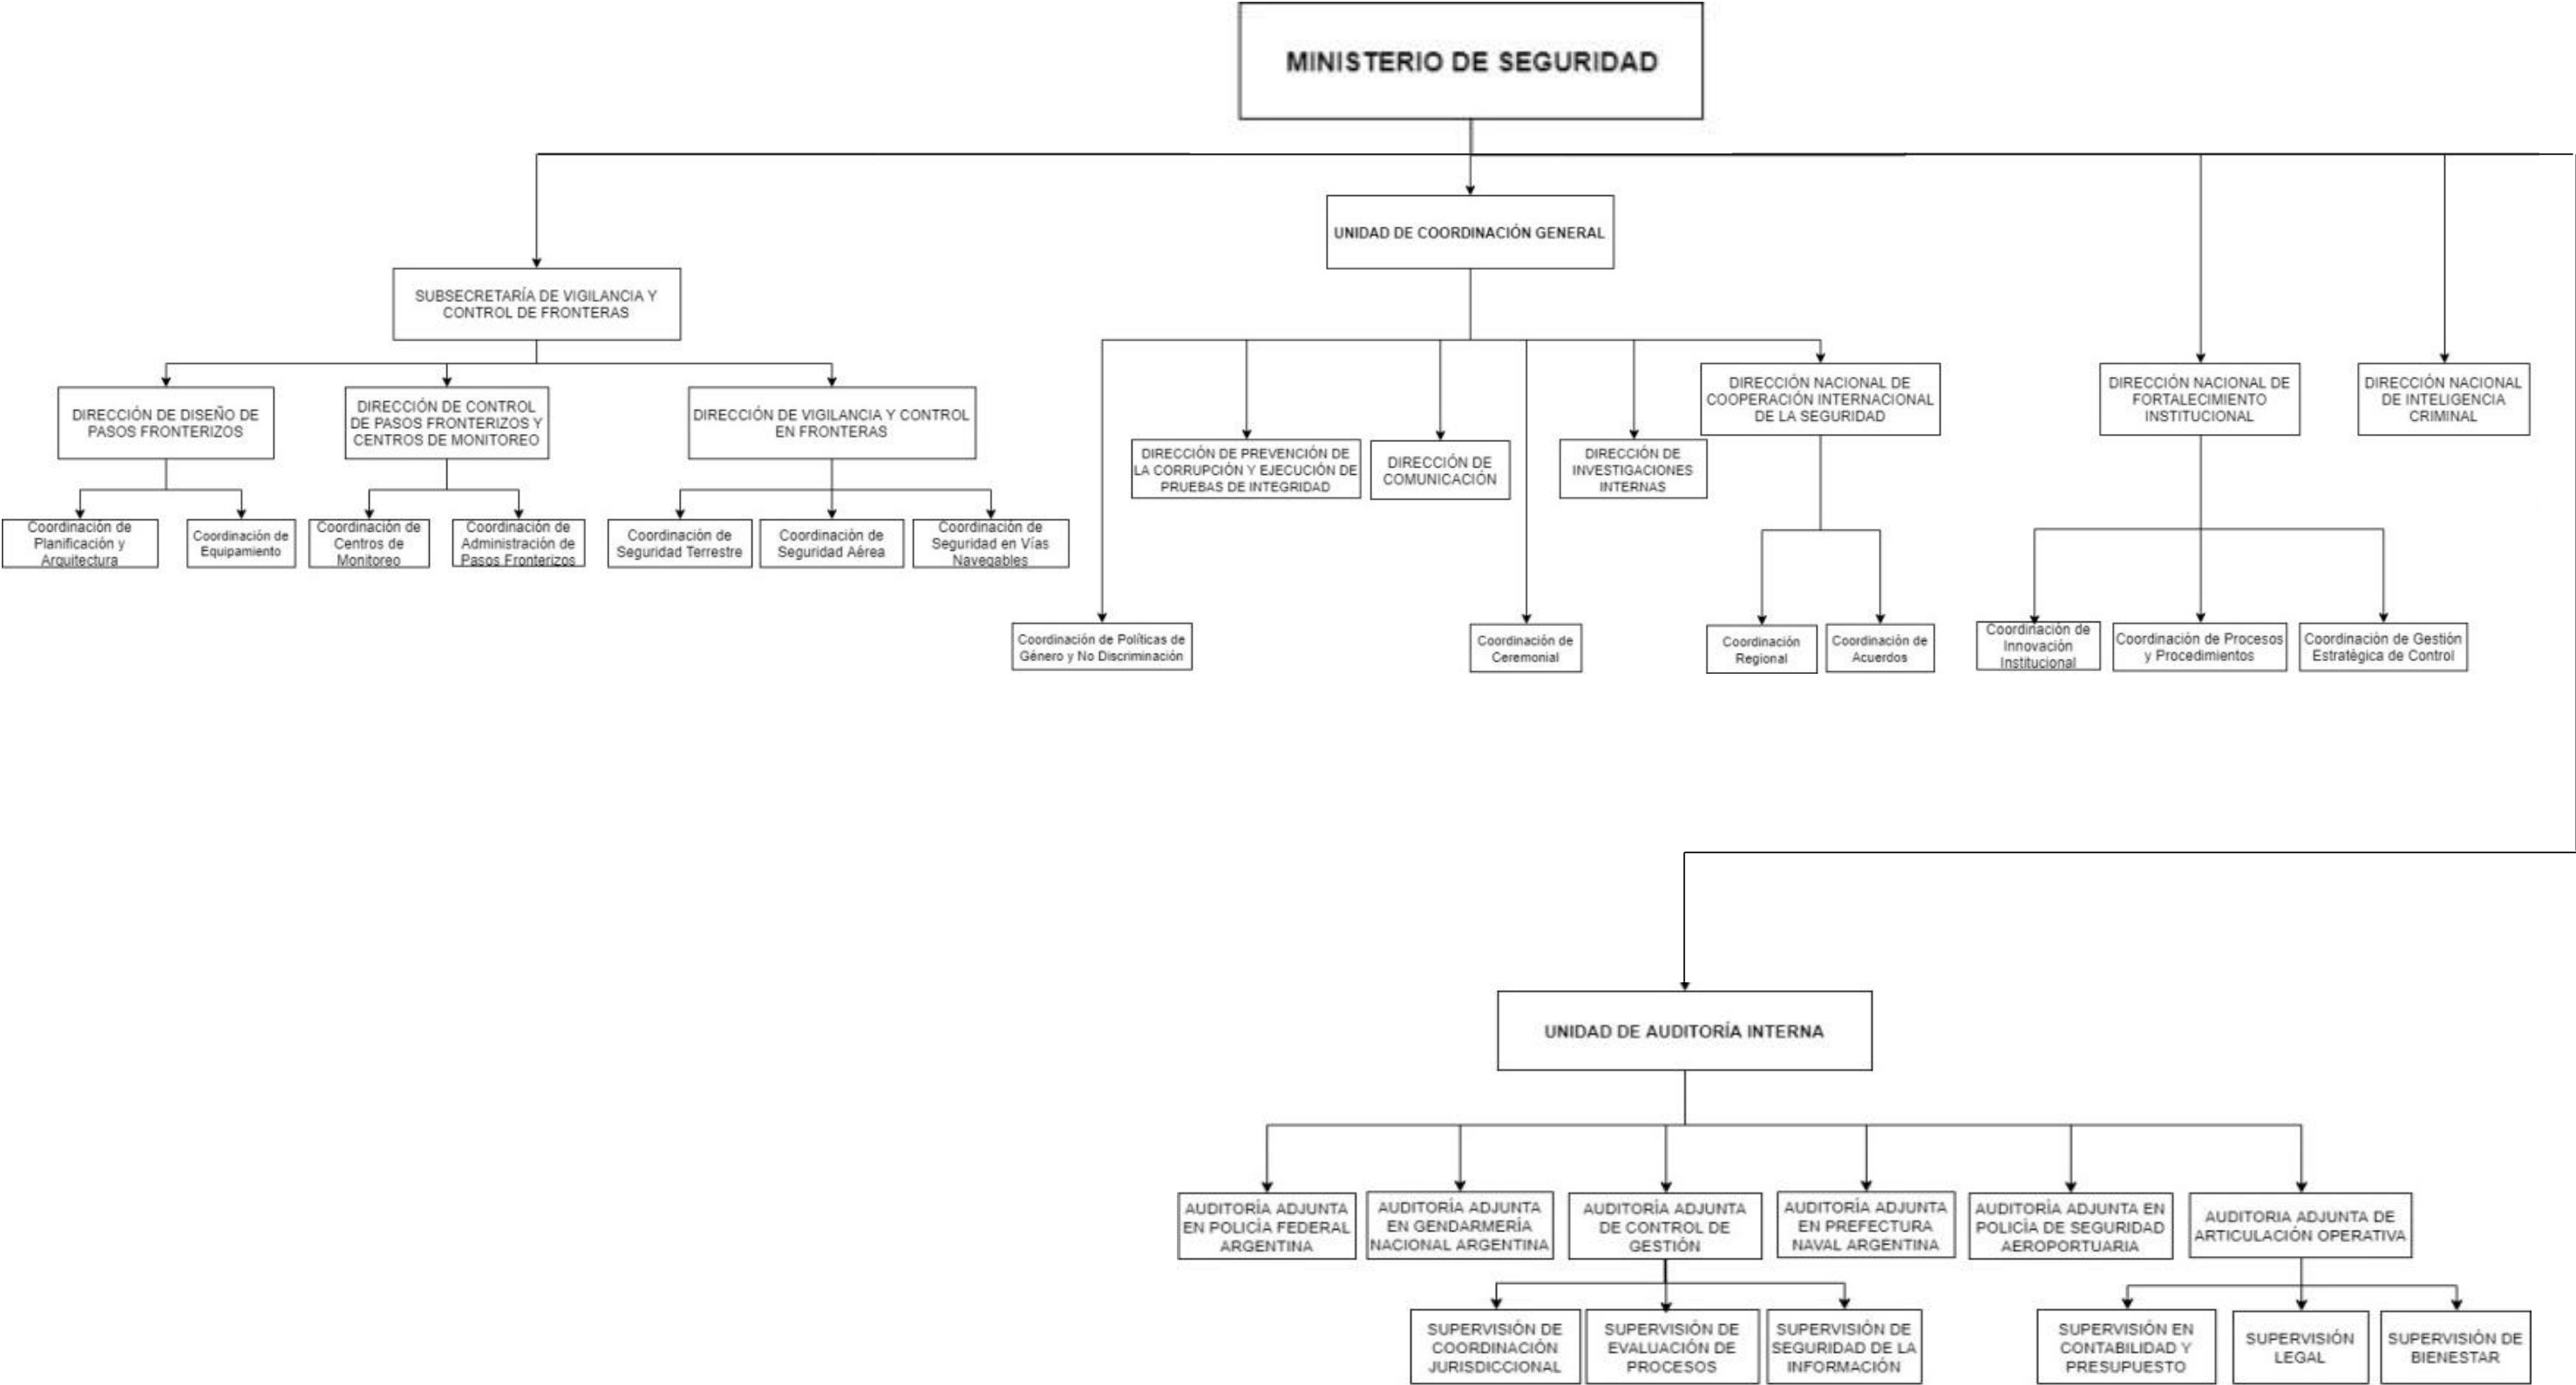 MINISTERIO DE SEGURIDAD
UNIDAD DE COORDINACIÓN GENERAL
SUBSECRETARÍA DE VIGILANCIA Y
CONTROL DE FRONTERAS
DIRECCIÓN DE DISEÑO DE
PASOS FRONTERIZOS
DIRECCIÓN DE CONTROL
DE PASOS FRONTERIZOS Y
CENTROS DE MONITOREO
DIRECCIÓN DE VIGILANCIA Y CONTROL
EN FRONTERAS
Coordinación de
Planificación y
Arquitectura
Coordinación de
Equipamiento
Coordinación de
Centros de
Monitoreo
Coordinación de
Administración de
Pasos Fronterizos
Coordinación de
Seguridad Terrestre
Coordinación de
Seguridad Aérea
Coordinación de
Seguridad en Vías
Navegables
DIRECCIÓN DE PREVENCIÓN DE
LA CORRUPCIÓN Y EJECUCIÓN DE
PRUEBAS DE INTEGRIDAD
DIRECCIÓN DE
COMUNICACIÓN
DIRECCIÓN DE
INVESTIGACIONES
INTERNAS
DIRECCIÓN NACIONAL DE
COOPERACIÓN INTERNACIONAL
DE LA SEGURIDAD
DIRECCIÓN NACIONAL DE
FORTALECIMIENTO
INSTITUCIONAL
DIRECCIÓN NACIONAL
DE INTELIGENCIA
CRIMINAL
Coordinación de Políticas de
Género y No Discriminación
Coordinación de
Ceremonial
Coordinación
Regional
Coordinación de
Acuerdos
Coordinación de
Innovación
Institucional
Coordinación de Procesos
y Procedimientos
Coordinación de Gestión
Estratégica de Control
UNIDAD DE AUDITORÍA INTERNA
AUDITORÍA ADJUNTA
EN POLICÍA FEDERAL
ARGENTINA
AUDITORÍA ADJUNTA
EN GENDARMERÍA
NACIONAL ARGENTINA
AUDITORÍA ADJUNTA
DE CONTROL DE
GESTIÓN
AUDITORÍA ADJUNTA
EN PREFECTURA
NAVAL ARGENTINA
AUDITORÍA ADJUNTA EN
POLICÍA DE SEGURIDAD
AEROPORTUARIA
AUDITORIA ADJUNTA DE
ARTICULACIÓN OPERATIVA
SUPERVISIÓN DE
COORDINACIÓN
JURISDICCIONAL
SUPERVISIÓN DE
EVALUACIÓN DE
PROCESOS
SUPERVISIÓN DE
SEGURIDAD DE LA
INFORMACIÓN
SUPERVISIÓN EN
CONTABILIDAD Y
PRESUPUESTO
SUPERVISIÓN
LEGAL
SUPERVISIÓN DE
BIENESTAR